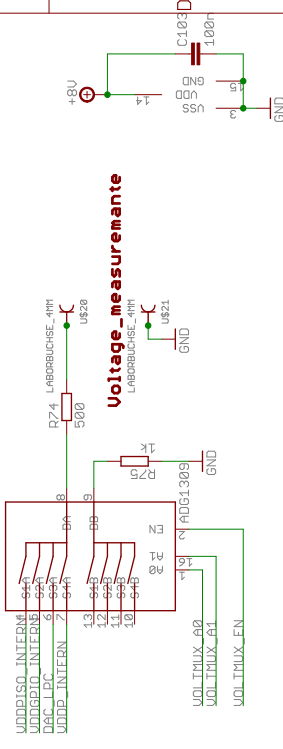 D
C103
100n
+8V
14
VDD
GND
15
VSS
3
GND
Voltage_measuremante
LABORBUCHSE_4MM
U$20
LABORBUCHSE_4MM
U$21
GND
R74
500
R75
1k
GND
ADG1309
8
DA
9
DB
EN
2
A1
16
A0
1
S1A
S2A
S3A
S4A
S1B
S2B
S3B
S4B
4
5
6
7
13
12
11
10
VDDPISO_INTERN
VDDGPIO_INTERN
DAC_LPC
VDDP_INTERN
VOLTMUX_A0
VOLTMUX_A1
VOLTMUX_EN